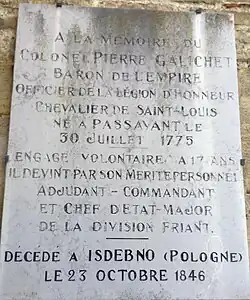 A LA MÉMOIRE DU
COLONEL PIERRE GALICHET
BARON DE L'EMPIRE
OFFICIER DE LA LÉGION D'HONNEUR
CHEVALIER DE SAINT-LOUIS
NÉ A PASSAVANT LE
30 JUILLET 1775
ENGAGÉ VOLONTAIRE A 17 ANS
IL DEVINT PAR SON MERITE PERSONNEL
ADJUDANT-COMMANDANT
ET CHEF D'ETAT-MAJOR
DE LA DIVISION FRIANT.
DÉCÉDÉ A ISDEBNO (POLOGNE)
LE 23 OCTOBRE 1846